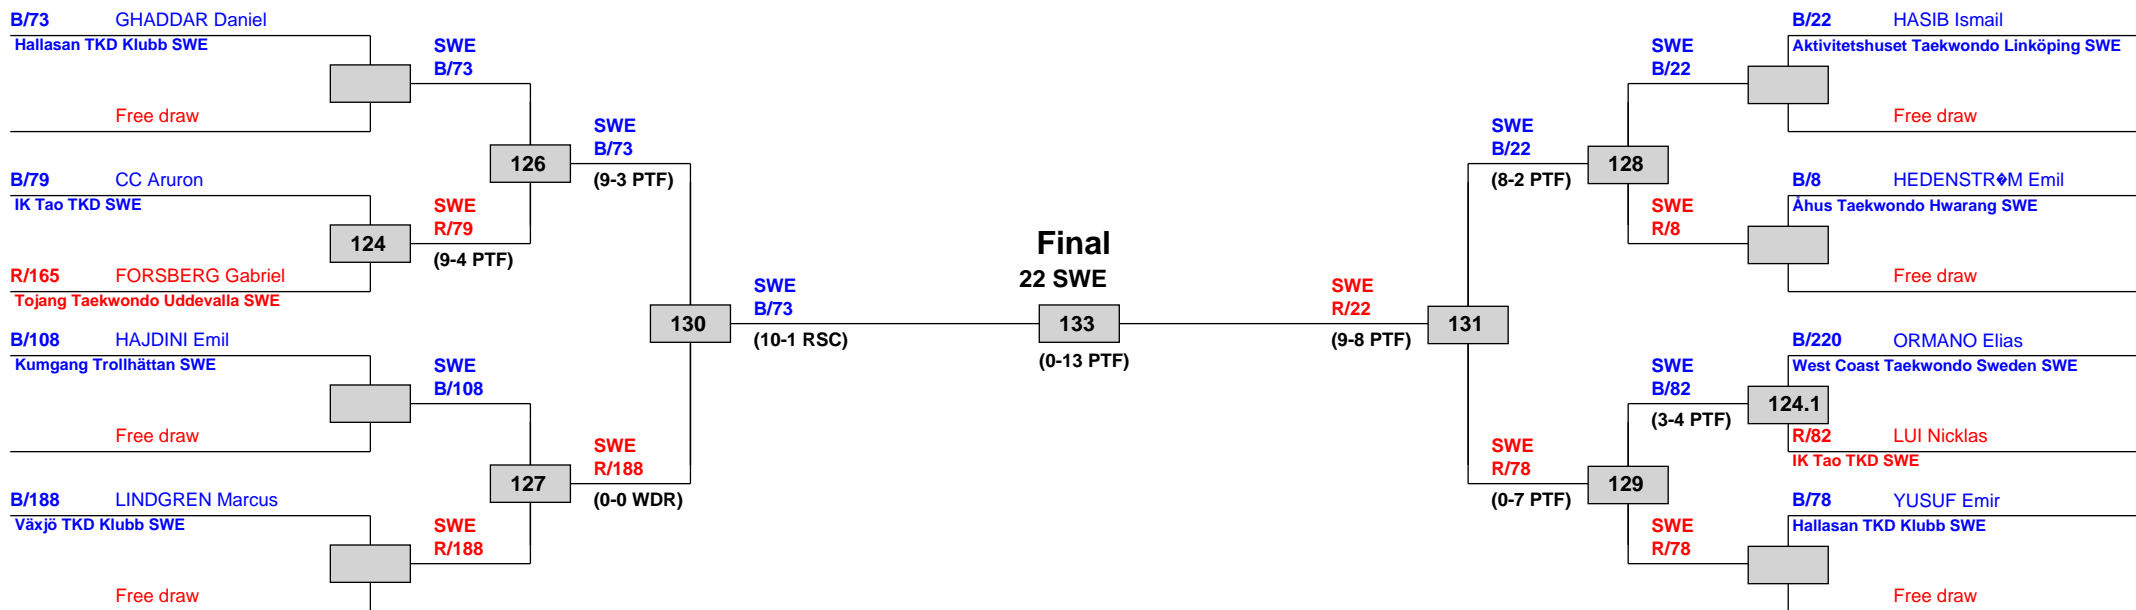 B/73 GHADDAR Daniel
Hallasan TKD Klubb SWE
Free draw
SWE
B/73
B/79 CC Aruron
IK Tao TKD SWE
124
R/165 FORSBERG Gabriel
Tojang Taekwondo Uddevalla SWE
SWE
R/79
(9-4 PTF)
126
SWE
B/73
(9-3 PTF)
B/108 HAJDINI Emil
Kumgang Trollhättan SWE
Free draw
SWE
B/108
B/188 LINDGREN Marcus
Växjö TKD Klubb SWE
Free draw
SWE
R/188
127
SWE
R/188
(0-0 WDR)
130
SWE
B/73
(10-1 RSC)
Final
22 SWE
133
(0-13 PTF)
SWE
R/22
(9-8 PTF)
131
SWE
B/22
(8-2 PTF)
128
SWE
B/22
B/22 HASIB Ismail
Aktivitetshuset Taekwondo Linköping SWE
Free draw
SWE
R/8
B/8 HEDENSTR�M Emil
Åhus Taekwondo Hwarang SWE
Free draw
SWE
R/78
(0-7 PTF)
129
SWE
B/82
(3-4 PTF)
124.1
B/220 ORMANO Elias
West Coast Taekwondo Sweden SWE
R/82 LUI Nicklas
IK Tao TKD SWE
SWE
R/78
B/78 YUSUF Emir
Hallasan TKD Klubb SWE
Free draw